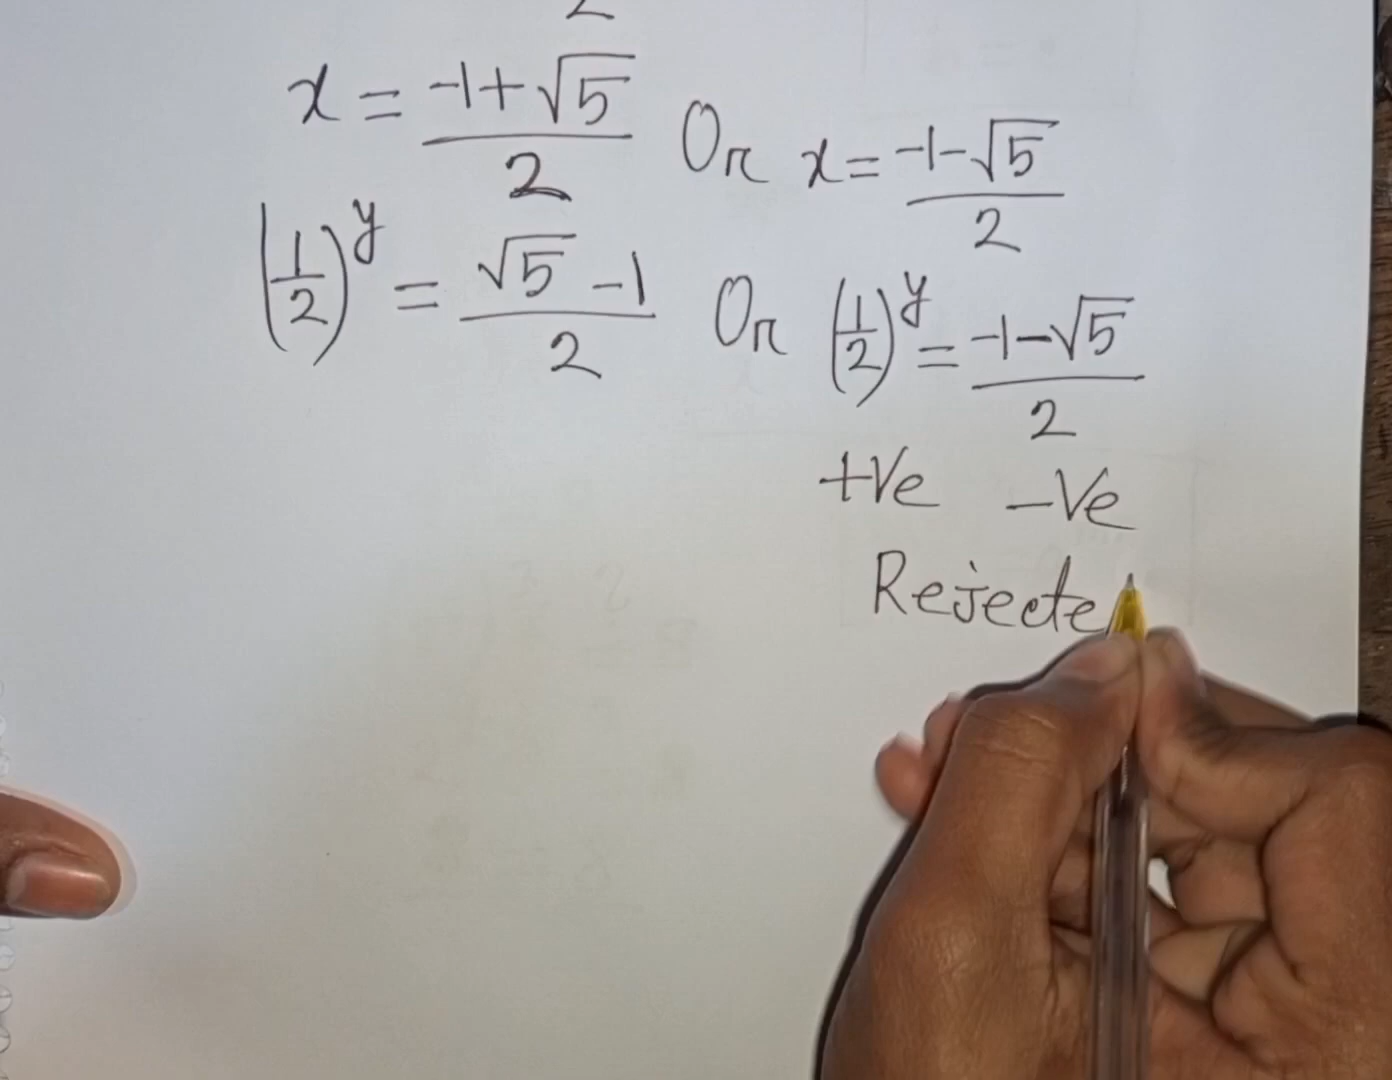 2
x = (-1+√5)/2 Or x = (-1-√5)/2
(1/2)^y = (√5-1)/2 Or (1/2)^y = (-1-√5)/2
+Ve -Ve
Rejecte